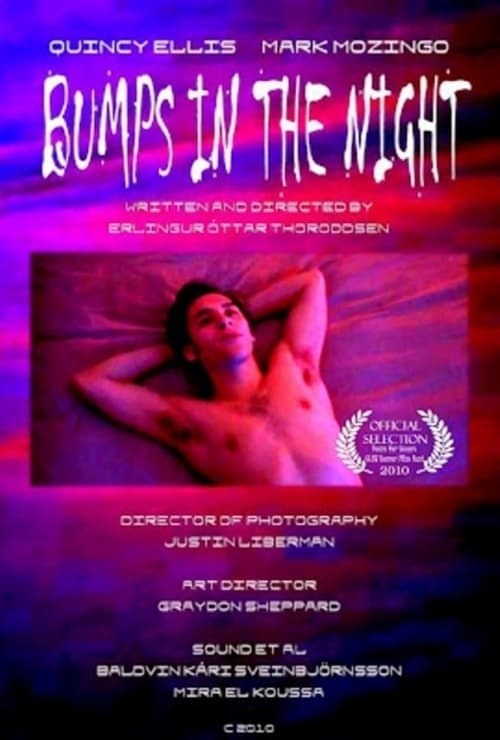 QUINCY ELLIS MARK MOZINGO
BUMPS IN THE NIGHT
WRITTEN AND DIRECTED BY
ERLINGUR ÓTTAR THORODDSEN
OFFICIAL
SELECTION
2010
DIRECTOR OF PHOTOGRAPHY
JUSTIN LIBERMAN
ART DIRECTOR
GRAYDON SHEPPARD
SOUND ET AL
BALDVIN KÁRI SVEINBJÖRNSSON
MIRA EL KOUSSA
C 2010